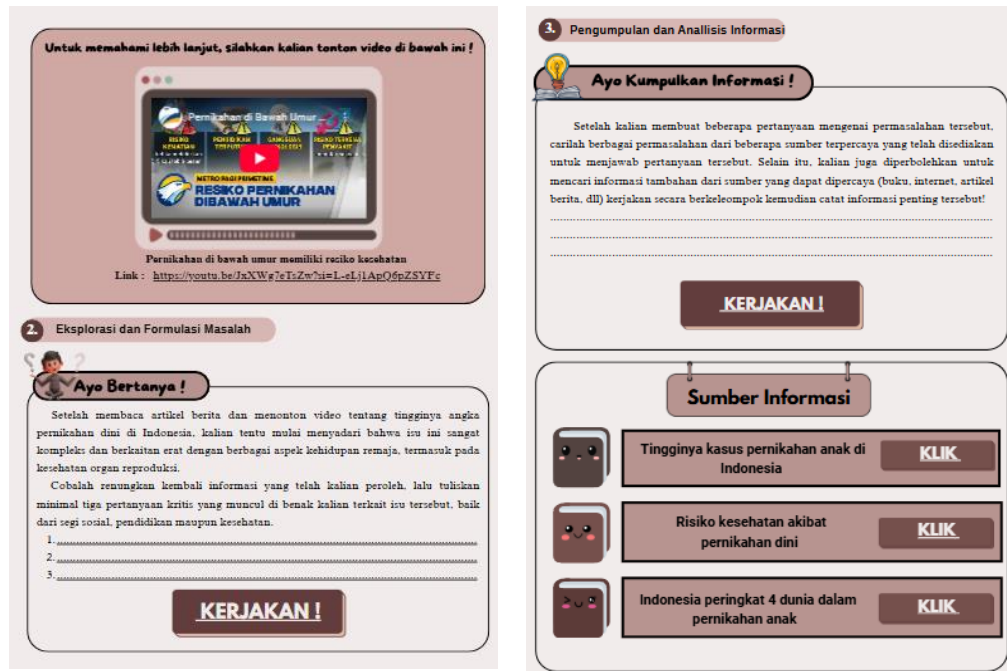 Untuk memahami lebih lanjut, silahkan kalian tonton video di bawah ini !
Pernikahan di Bawah Umur ...
RISIKO KEMATIAN
PENDIDIKAN TERPUTUS
RISIKO TERKENA PENYAKIT
METRO PAGI PRIMETIME
RESIKO PERNIKAHAN
DIBAWAH UMUR
Pernikahan di bawah umur memiliki resiko kesehatan
Link : https://youtu.be/JxXWg7eTsZw?si=L-eLj1ApQ6pZSYFc
2. Eksplorasi dan Formulasi Masalah
Ayo Bertanya !
Setelah membaca artikel berita dan menonton video tentang tingginya angka
pernikahan dini di Indonesia, kalian tentu mulai menyadari bahwa isu ini sangat
kompleks dan berkaitan erat dengan berbagai aspek kehidupan remaja, termasuk pada
kesehatan organ reproduksi.
Cobalah renungkan kembali informasi yang telah kalian peroleh, lalu tuliskan
minimal tiga pertanyaan kritis yang muncul di benak kalian terkait isu tersebut, baik
dari segi sosial, pendidikan maupun kesehatan.
1.
2.
3.
KERJAKAN !
3. Pengumpulan dan Anallisis Informasi
Ayo Kumpulkan Informasi !
Setelah kalian membuat beberapa pertanyaan mengenai permasalahan tersebut,
carilah berbagai permasalahan dari beberapa sumber terpercaya yang telah disediakan
untuk menjawab pertanyaan tersebut. Selain itu, kalian juga diperbolehkan untuk
mencari informasi tambahan dari sumber yang dapat dipercaya (buku, internet, artikel
berita, dll) kerjakan secara berkeleompok kemudian catat informasi penting tersebut!
KERJAKAN !
Sumber Informasi
Tingginya kasus pernikahan anak di
Indonesia
KLIK
Risiko kesehatan akibat
pernikahan dini
KLIK
Indonesia peringkat 4 dunia dalam
pernikahan anak
KLIK